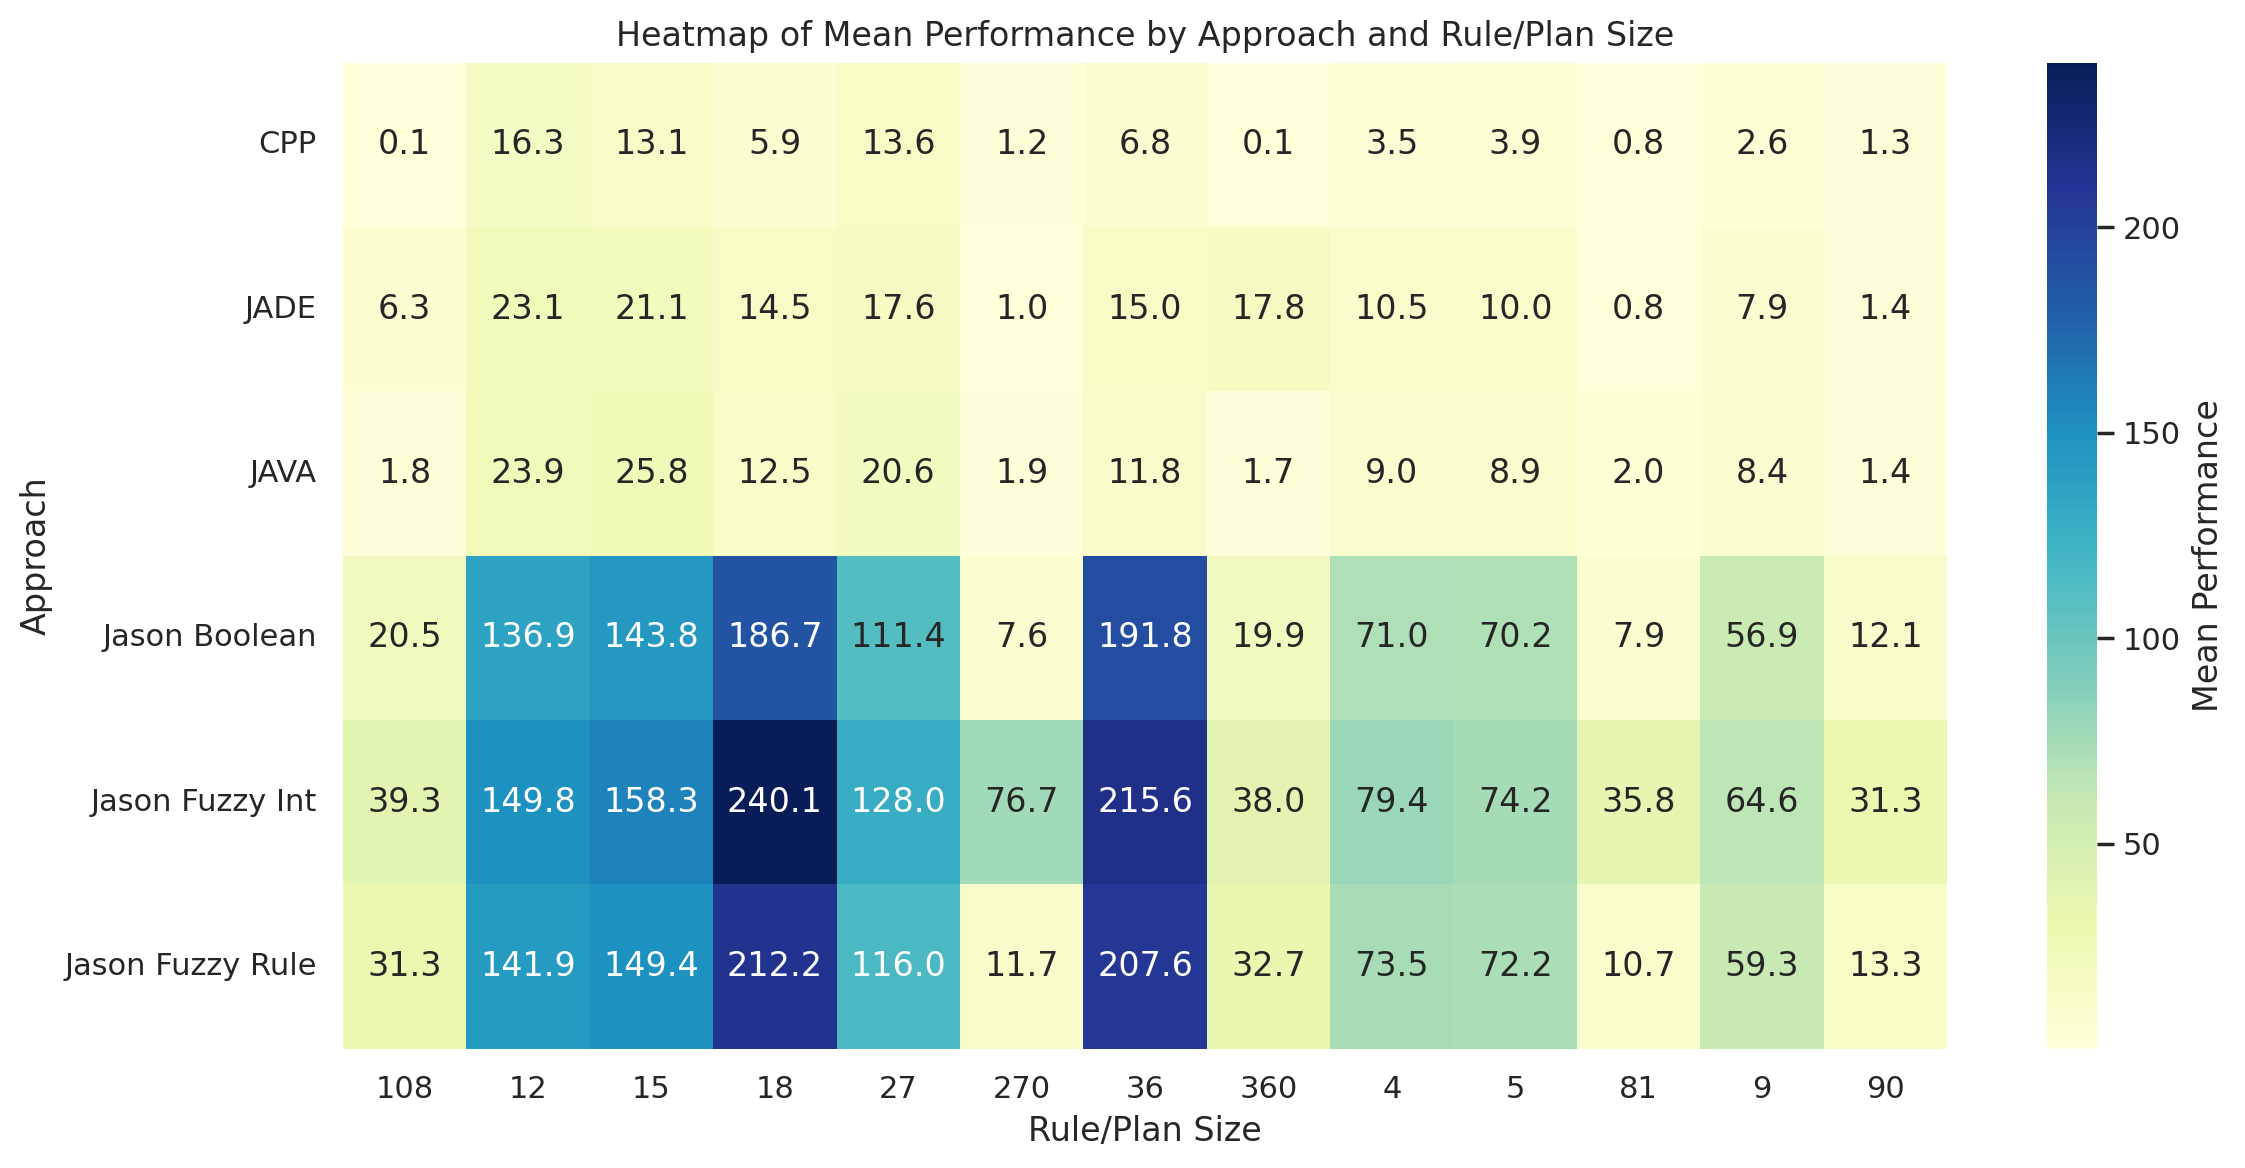 Heatmap of Mean Performance by Approach and Rule/Plan Size
Approach
CPP 0.1 16.3 13.1 5.9 13.6 1.2 6.8 0.1 3.5 3.9 0.8 2.6 1.3
JADE 6.3 23.1 21.1 14.5 17.6 1.0 15.0 17.8 10.5 10.0 0.8 7.9 1.4
JAVA 1.8 23.9 25.8 12.5 20.6 1.9 11.8 1.7 9.0 8.9 2.0 8.4 1.4
Jason Boolean 20.5 136.9 143.8 186.7 111.4 7.6 191.8 19.9 71.0 70.2 7.9 56.9 12.1
Jason Fuzzy Int 39.3 149.8 158.3 240.1 128.0 76.7 215.6 38.0 79.4 74.2 35.8 64.6 31.3
Jason Fuzzy Rule 31.3 141.9 149.4 212.2 116.0 11.7 207.6 32.7 73.5 72.2 10.7 59.3 13.3
108 12 15 18 27 270 36 360 4 5 81 9 90
Rule/Plan Size
200
150
100
50
Mean Performance